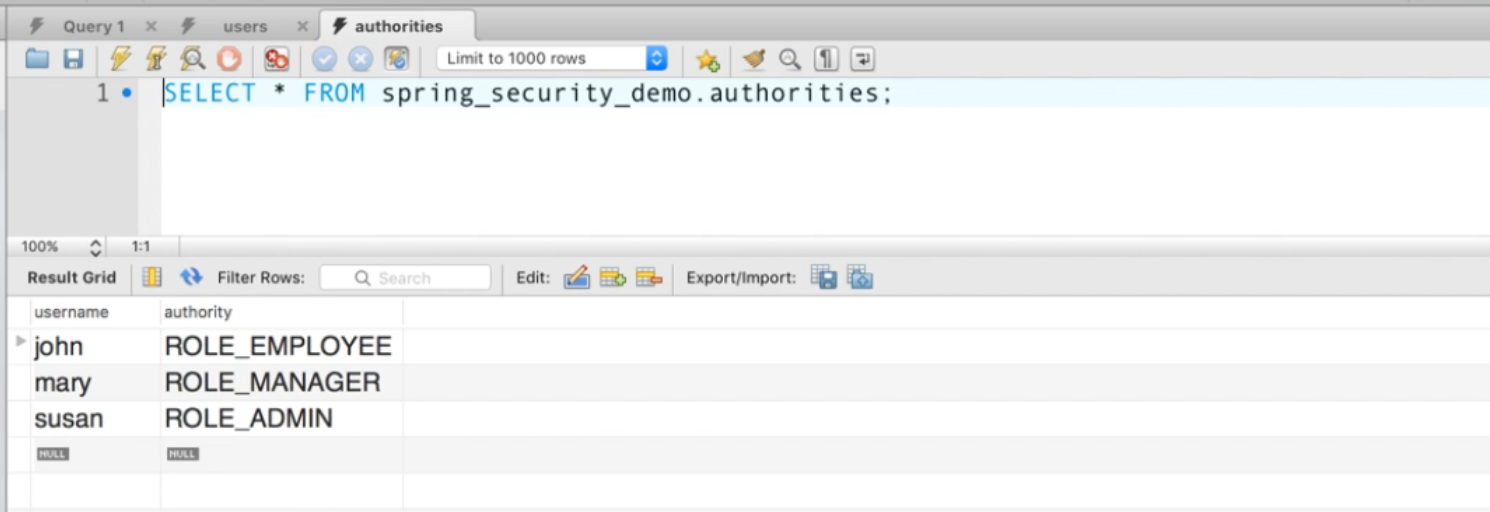 Query 1 users authorities
Limit to 1000 rows
1 SELECT * FROM spring_security_demo.authorities;
100% 1:1
Result Grid Filter Rows: Search Edit: Export/Import:
username authority
john ROLE_EMPLOYEE
mary ROLE_MANAGER
susan ROLE_ADMIN
NULL NULL